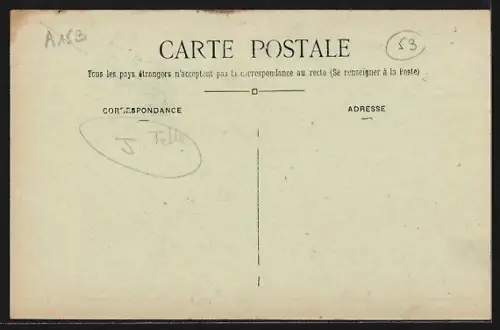 A153
53
CARTE POSTALE
Tous les pays étrangers n'acceptent pas la correspondance au recto (Se renseigner à la Poste)
CORRESPONDANCE
ADRESSE
J